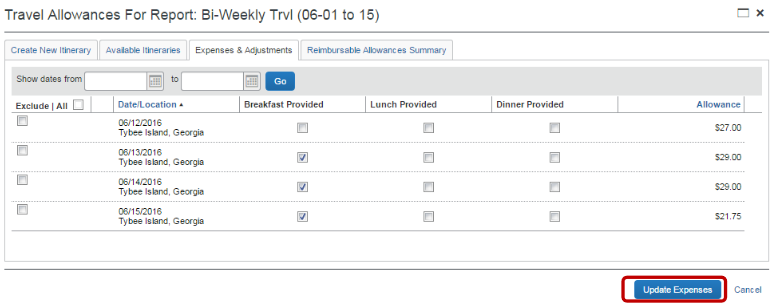 Travel Allowances For Report: Bi-Weekly Trvl (06-01 to 15)
Create New Itinerary Available Itineraries Expenses & Adjustments Reimbursable Allowances Summary
Show dates from to Go
Exclude | All Date/Location Breakfast Provided Lunch Provided Dinner Provided Allowance
06/12/2016
Tybee Island, Georgia
$27.00
06/13/2016
Tybee Island, Georgia
$29.00
06/14/2016
Tybee Island, Georgia
$29.00
06/15/2016
Tybee Island, Georgia
$21.75
Update Expenses Cancel